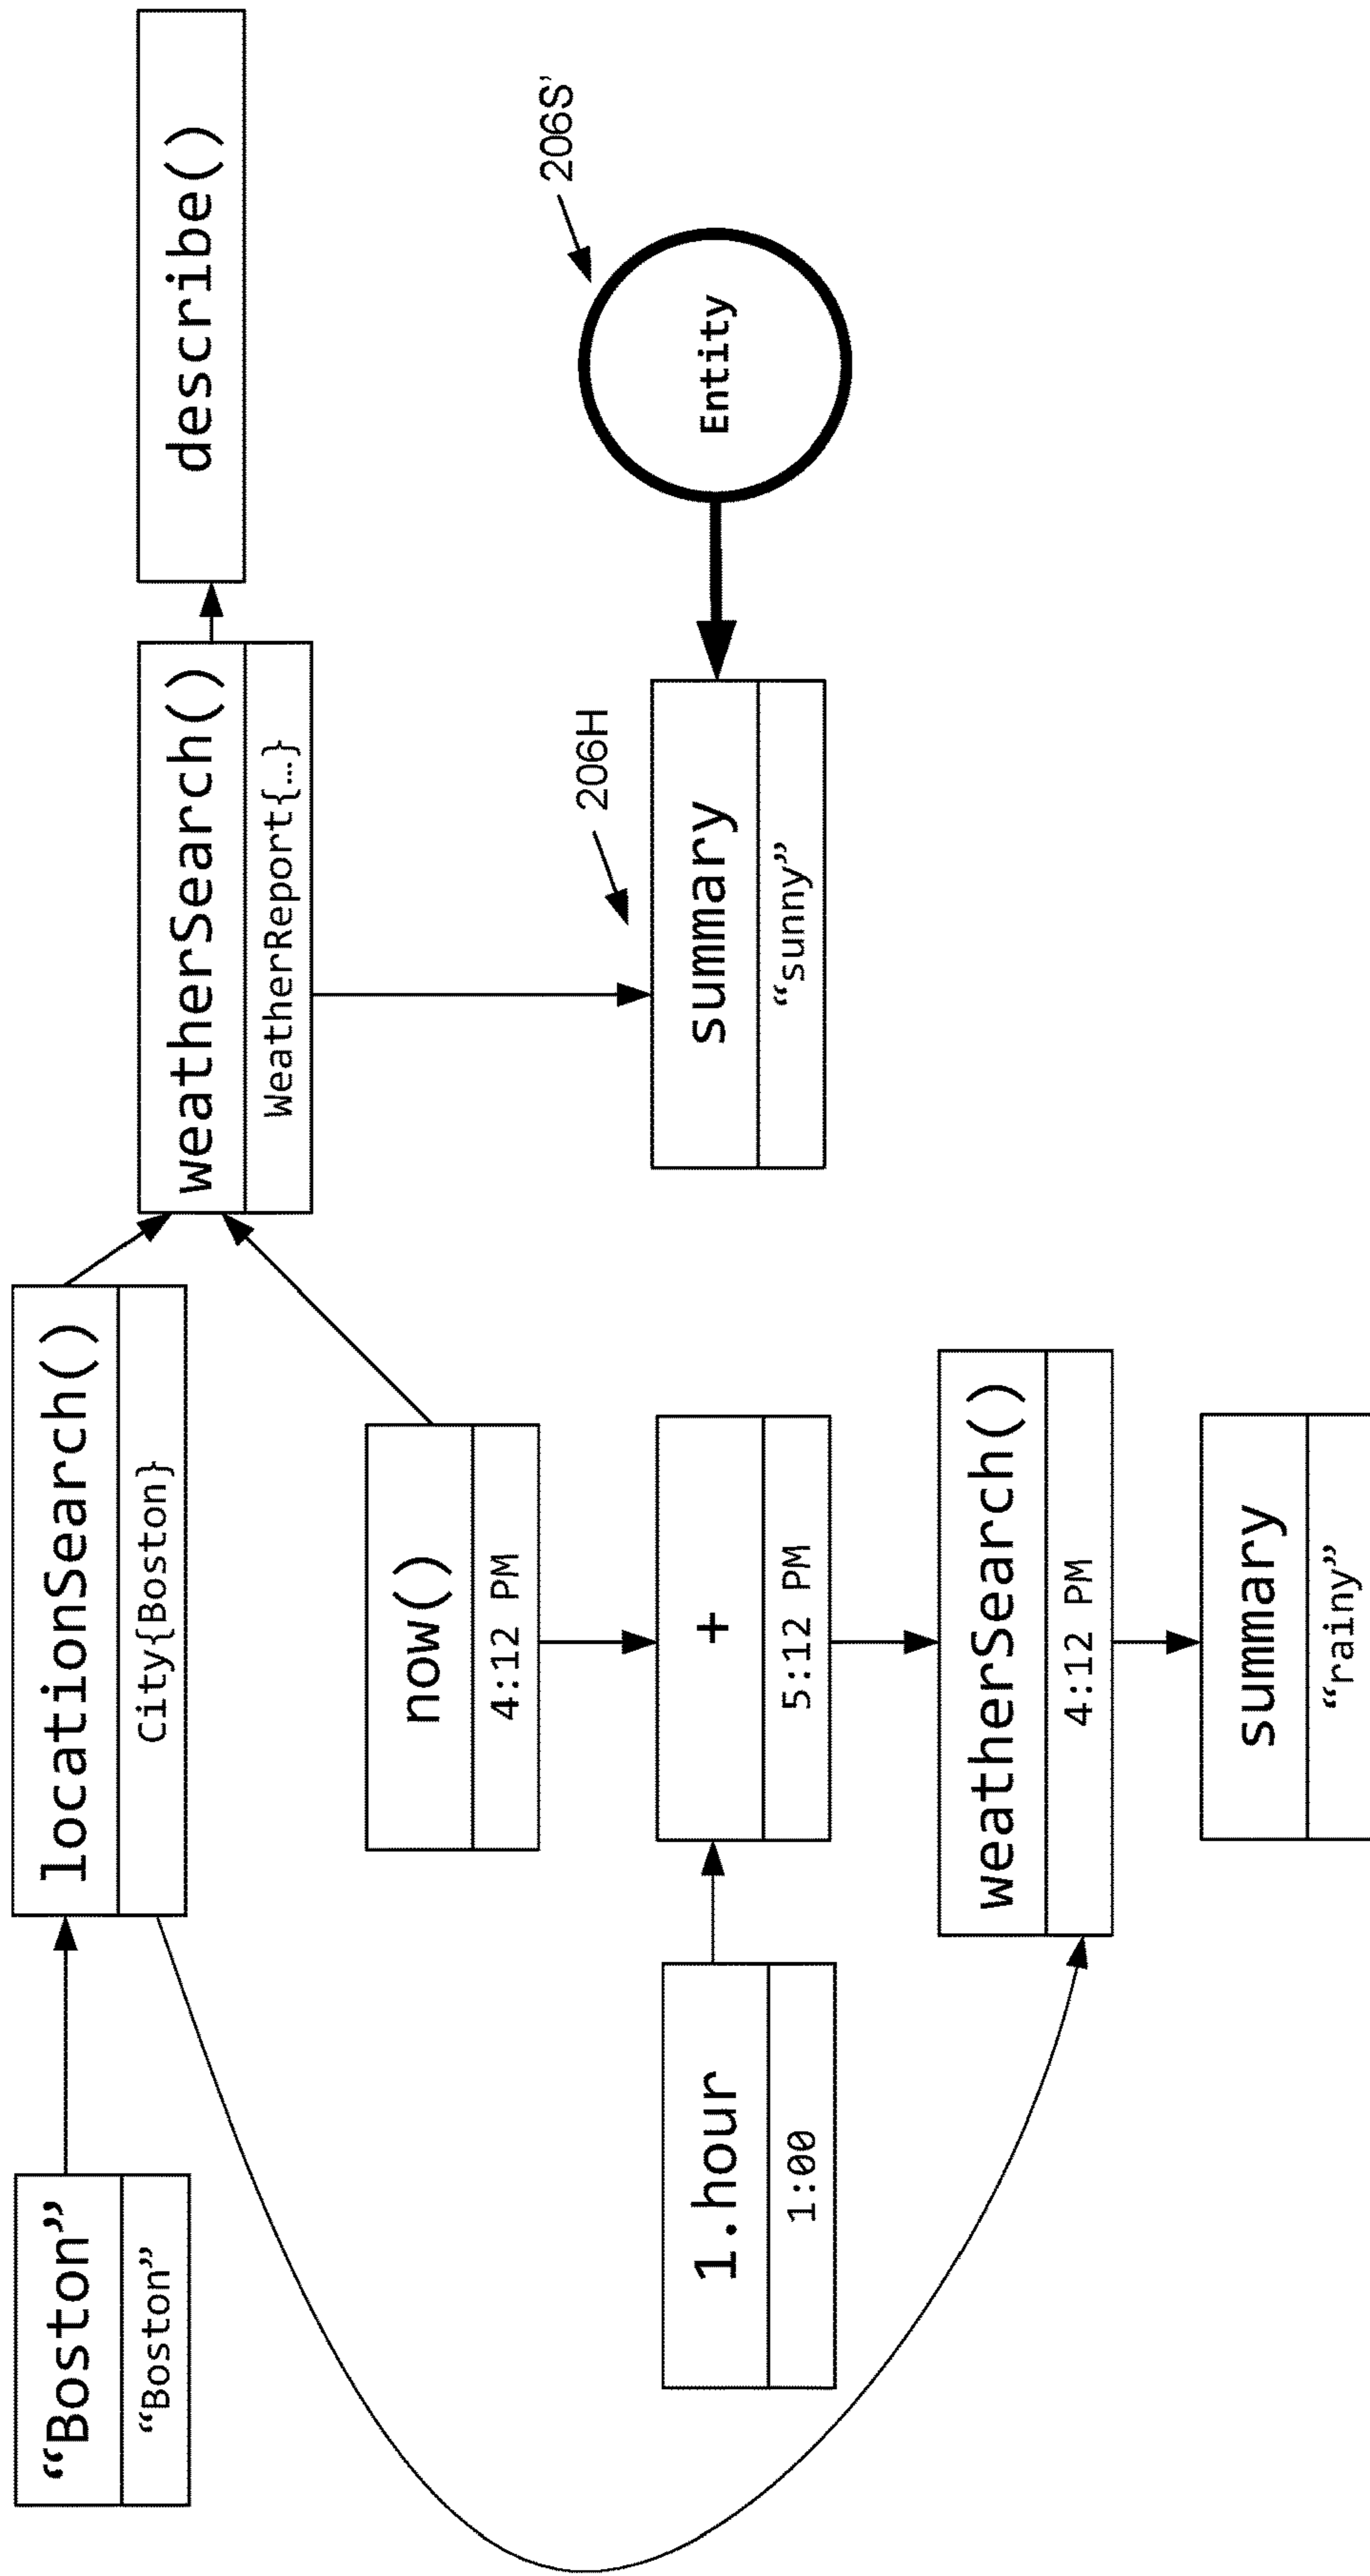 “Boston”
“Boston”
locationSearch()
City{Boston}
weatherSearch()
WeatherReport{…}
describe()
now()
4:12 PM
206H
206S’
1.hour
1:00
+
5:12 PM
summary
“sunny”
Entity
weatherSearch()
4:12 PM
summary
“rainy”